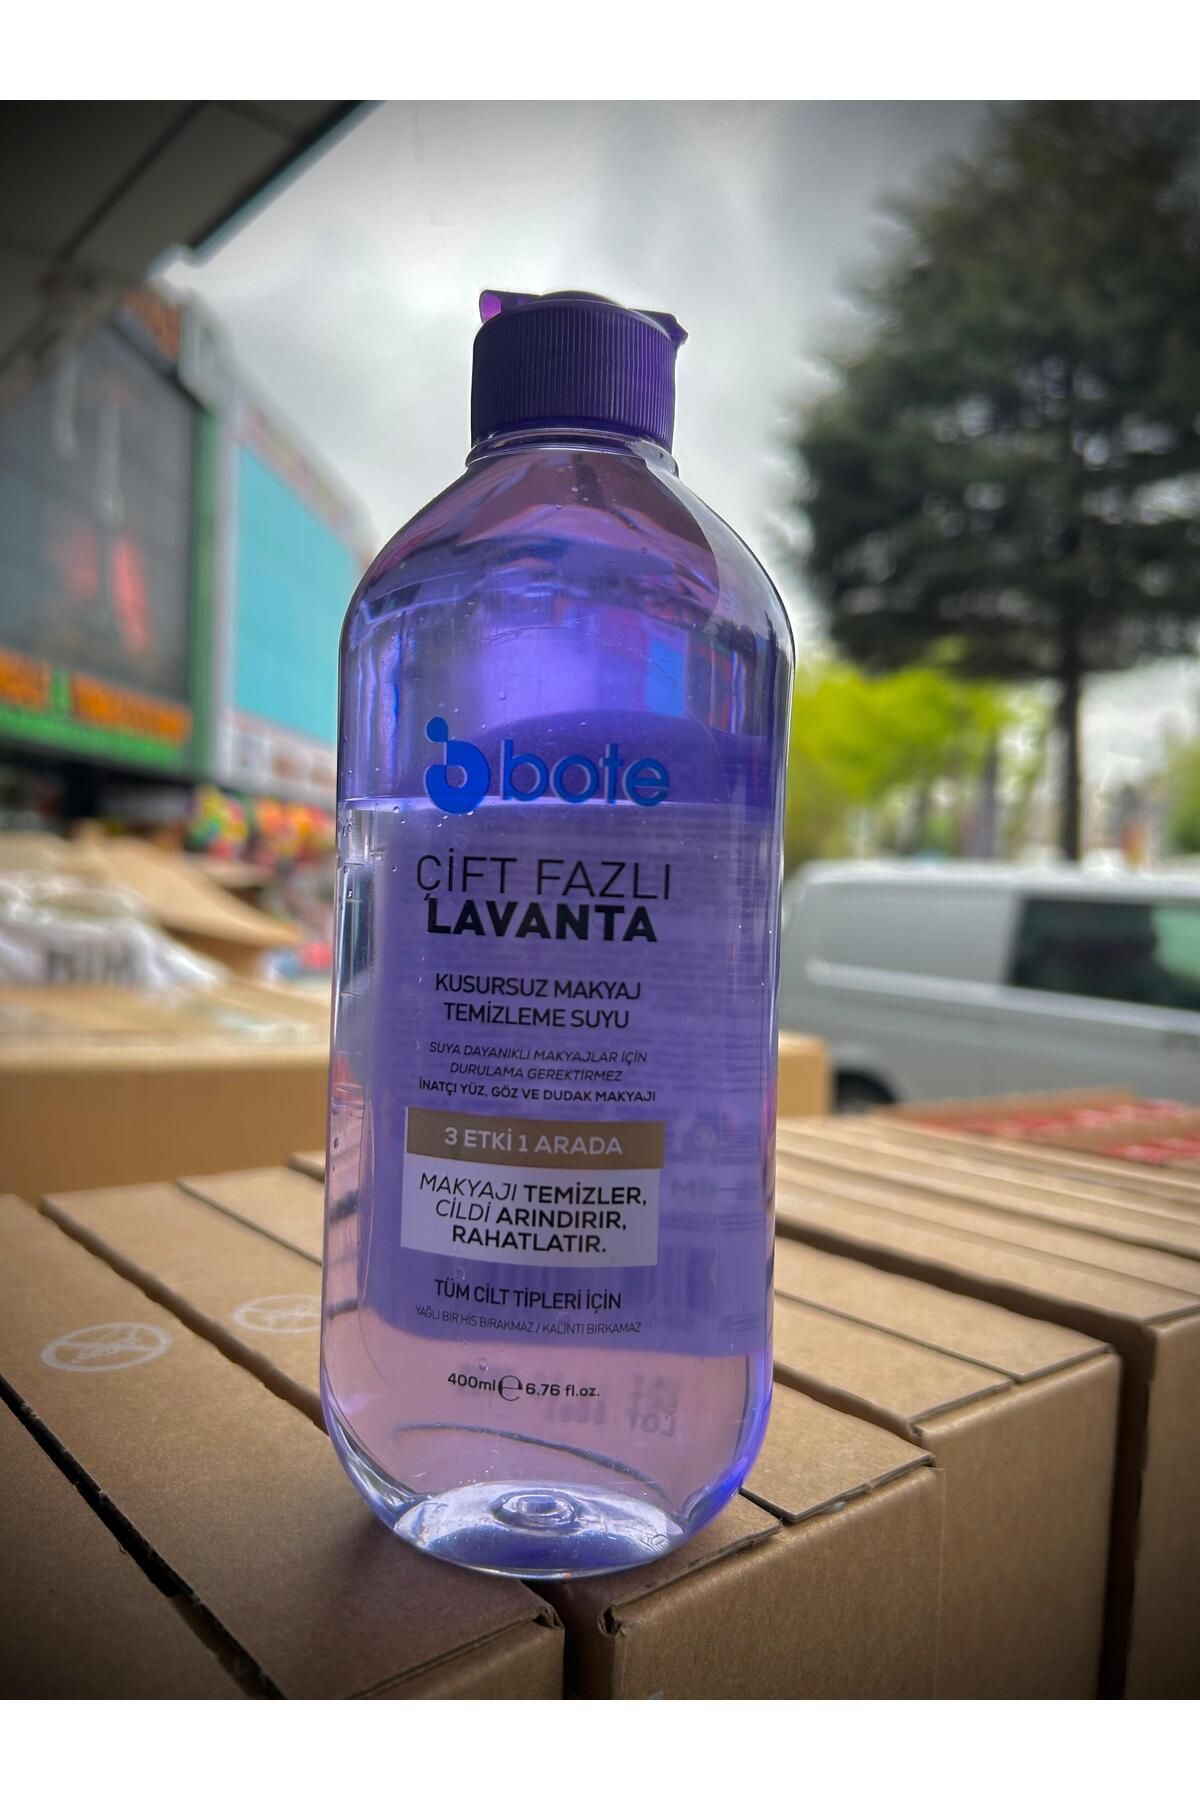 bote
ÇİFT FAZLI
LAVANTA
KUSURSUZ MAKYAJ
TEMİZLEME SUYU
SUYA DAYANIKLI MAKYAJLAR İÇİN
DURULAMA GEREKTİRMEZ
İNATÇI YÜZ, GÖZ VE DUDAK MAKYAJI
3 ETKİ 1 ARADA
MAKYAJI TEMİZLER,
CİLDİ ARINDIRIR,
RAHATLATIR.
TÜM CİLT TİPLERİ İÇİN
YAĞLI BİR HİS BIRAKMAZ / KALINTI BIRKAMAZ
400ml ℮ 6.76 fl.oz.